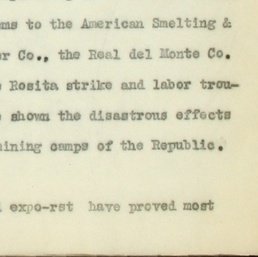 ms to the American Smelting &
r Co., the Real del Monte Co.
Rosita strike and labor trou-
shown the disastrous effects
ining camps of the Republic.
expo-rst have proved most